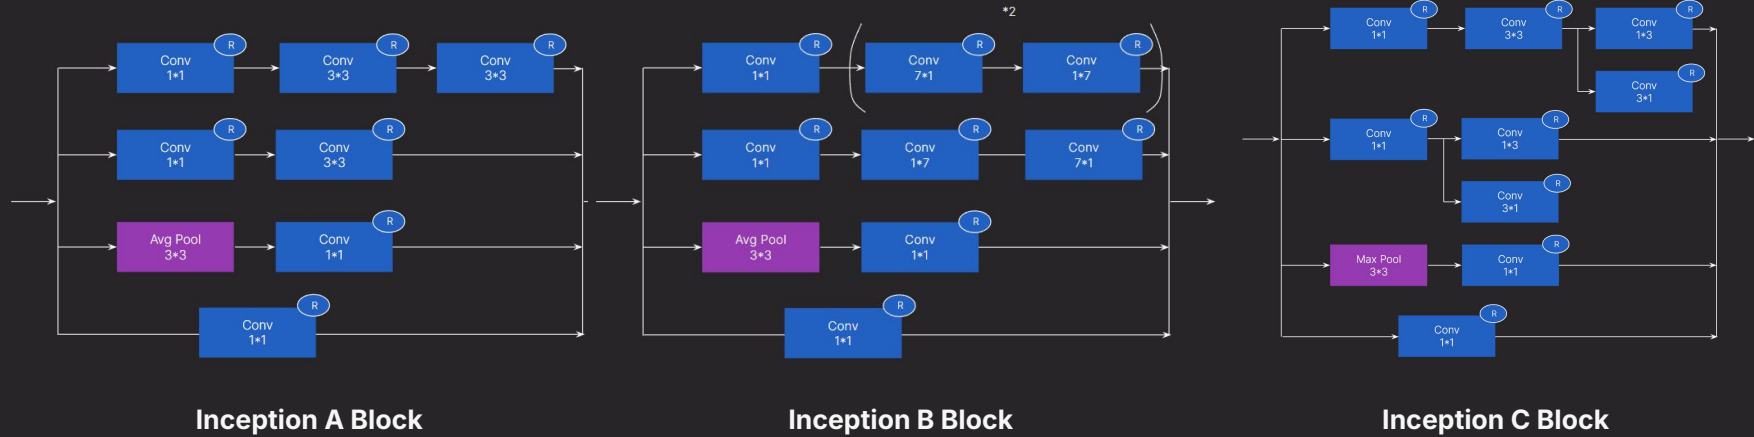 R
R
R
Conv
1*1
Conv
3*3
Conv
3*3
R
R
Conv
1*1
Conv
3*3
R
Avg Pool
3*3
Conv
1*1
R
Conv
1*1
Inception A Block
*2
R
R
R
Conv
1*1
Conv
7*1
Conv
1*7
R
R
R
Conv
1*1
Conv
1*7
Conv
7*1
R
Avg Pool
3*3
Conv
1*1
R
Conv
1*1
Inception B Block
R
R
R
Conv
1*1
Conv
3*3
Conv
1*3
R
Conv
3*1
R
R
Conv
1*1
Conv
1*3
R
Conv
3*1
R
Max Pool
3*3
Conv
1*1
R
Conv
1*1
Inception C Block